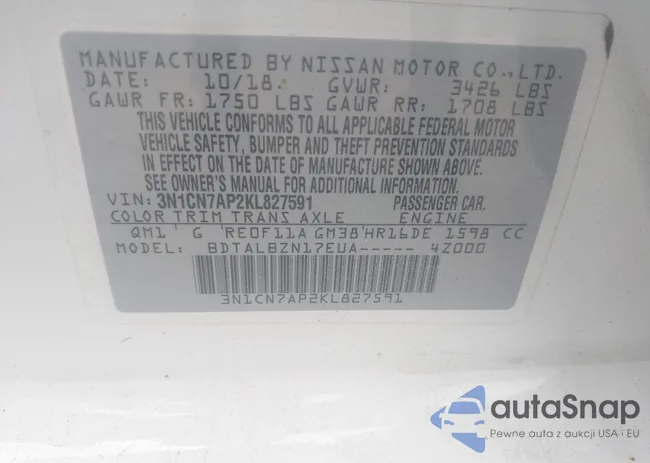 MANUFACTURED BY NISSAN MOTOR CO., LTD.
DATE: 10/18 GVWR: 3426 LBS
GAWR FR: 1750 LBS GAWR RR: 1708 LBS
THIS VEHICLE CONFORMS TO ALL APPLICABLE FEDERAL MOTOR
VEHICLE SAFETY, BUMPER AND THEFT PREVENTION STANDARDS
IN EFFECT ON THE DATE OF MANUFACTURE SHOWN ABOVE.
SEE OWNER'S MANUAL FOR ADDITIONAL INFORMATION.
VIN: 3N1CN7AP2KL827591 PASSENGER CAR.
COLOR TRIM TRANS AXLE ENGINE
QM1 G RE0F11A GM38 HR16DE 1598 CC
MODEL: BDTALBZN17EUA----- 4Z000
3N1CN7AP2KL827591
autaSnap
Pewne auta z aukcji USA i EU